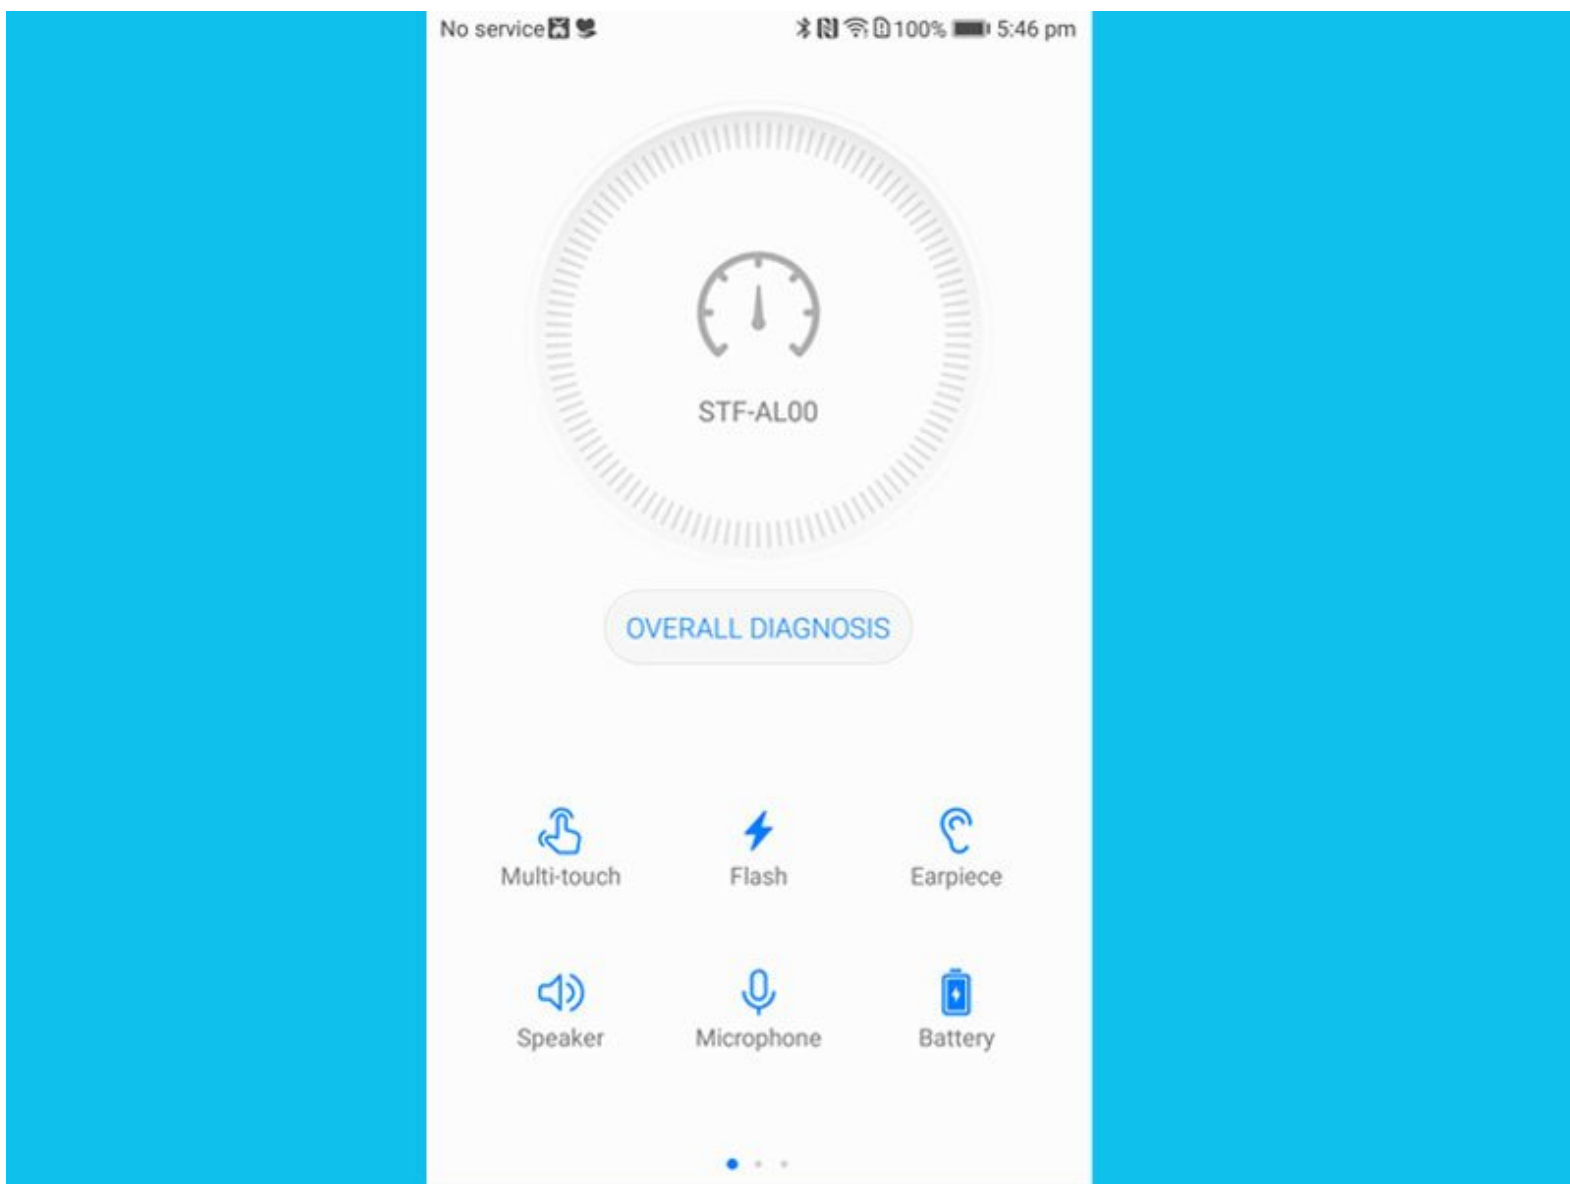 No service 100% 5:46 pm
STF-AL00
OVERALL DIAGNOSIS
Multi-touch Flash Earpiece
Speaker Microphone Battery